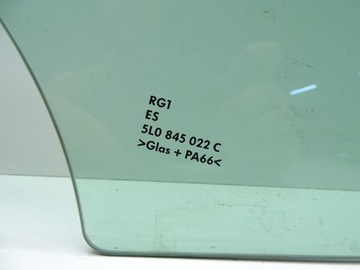 RG1
ES
5L0 845 022 C
>Glas + PA66<